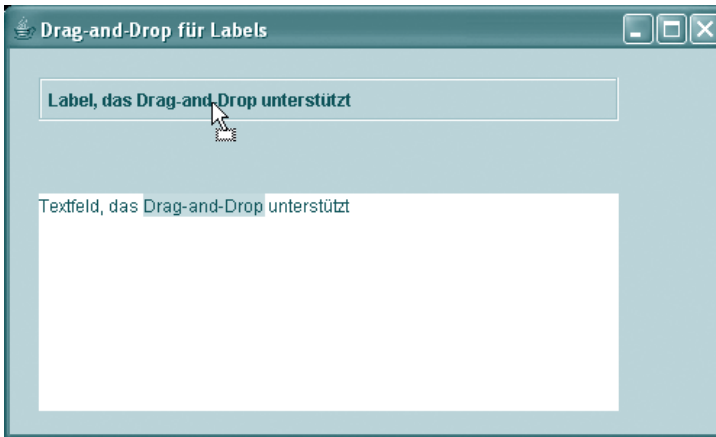 Drag-and-Drop für Labels
Label, das Drag-and-Drop unterstützt
Textfeld, das Drag-and-Drop unterstützt